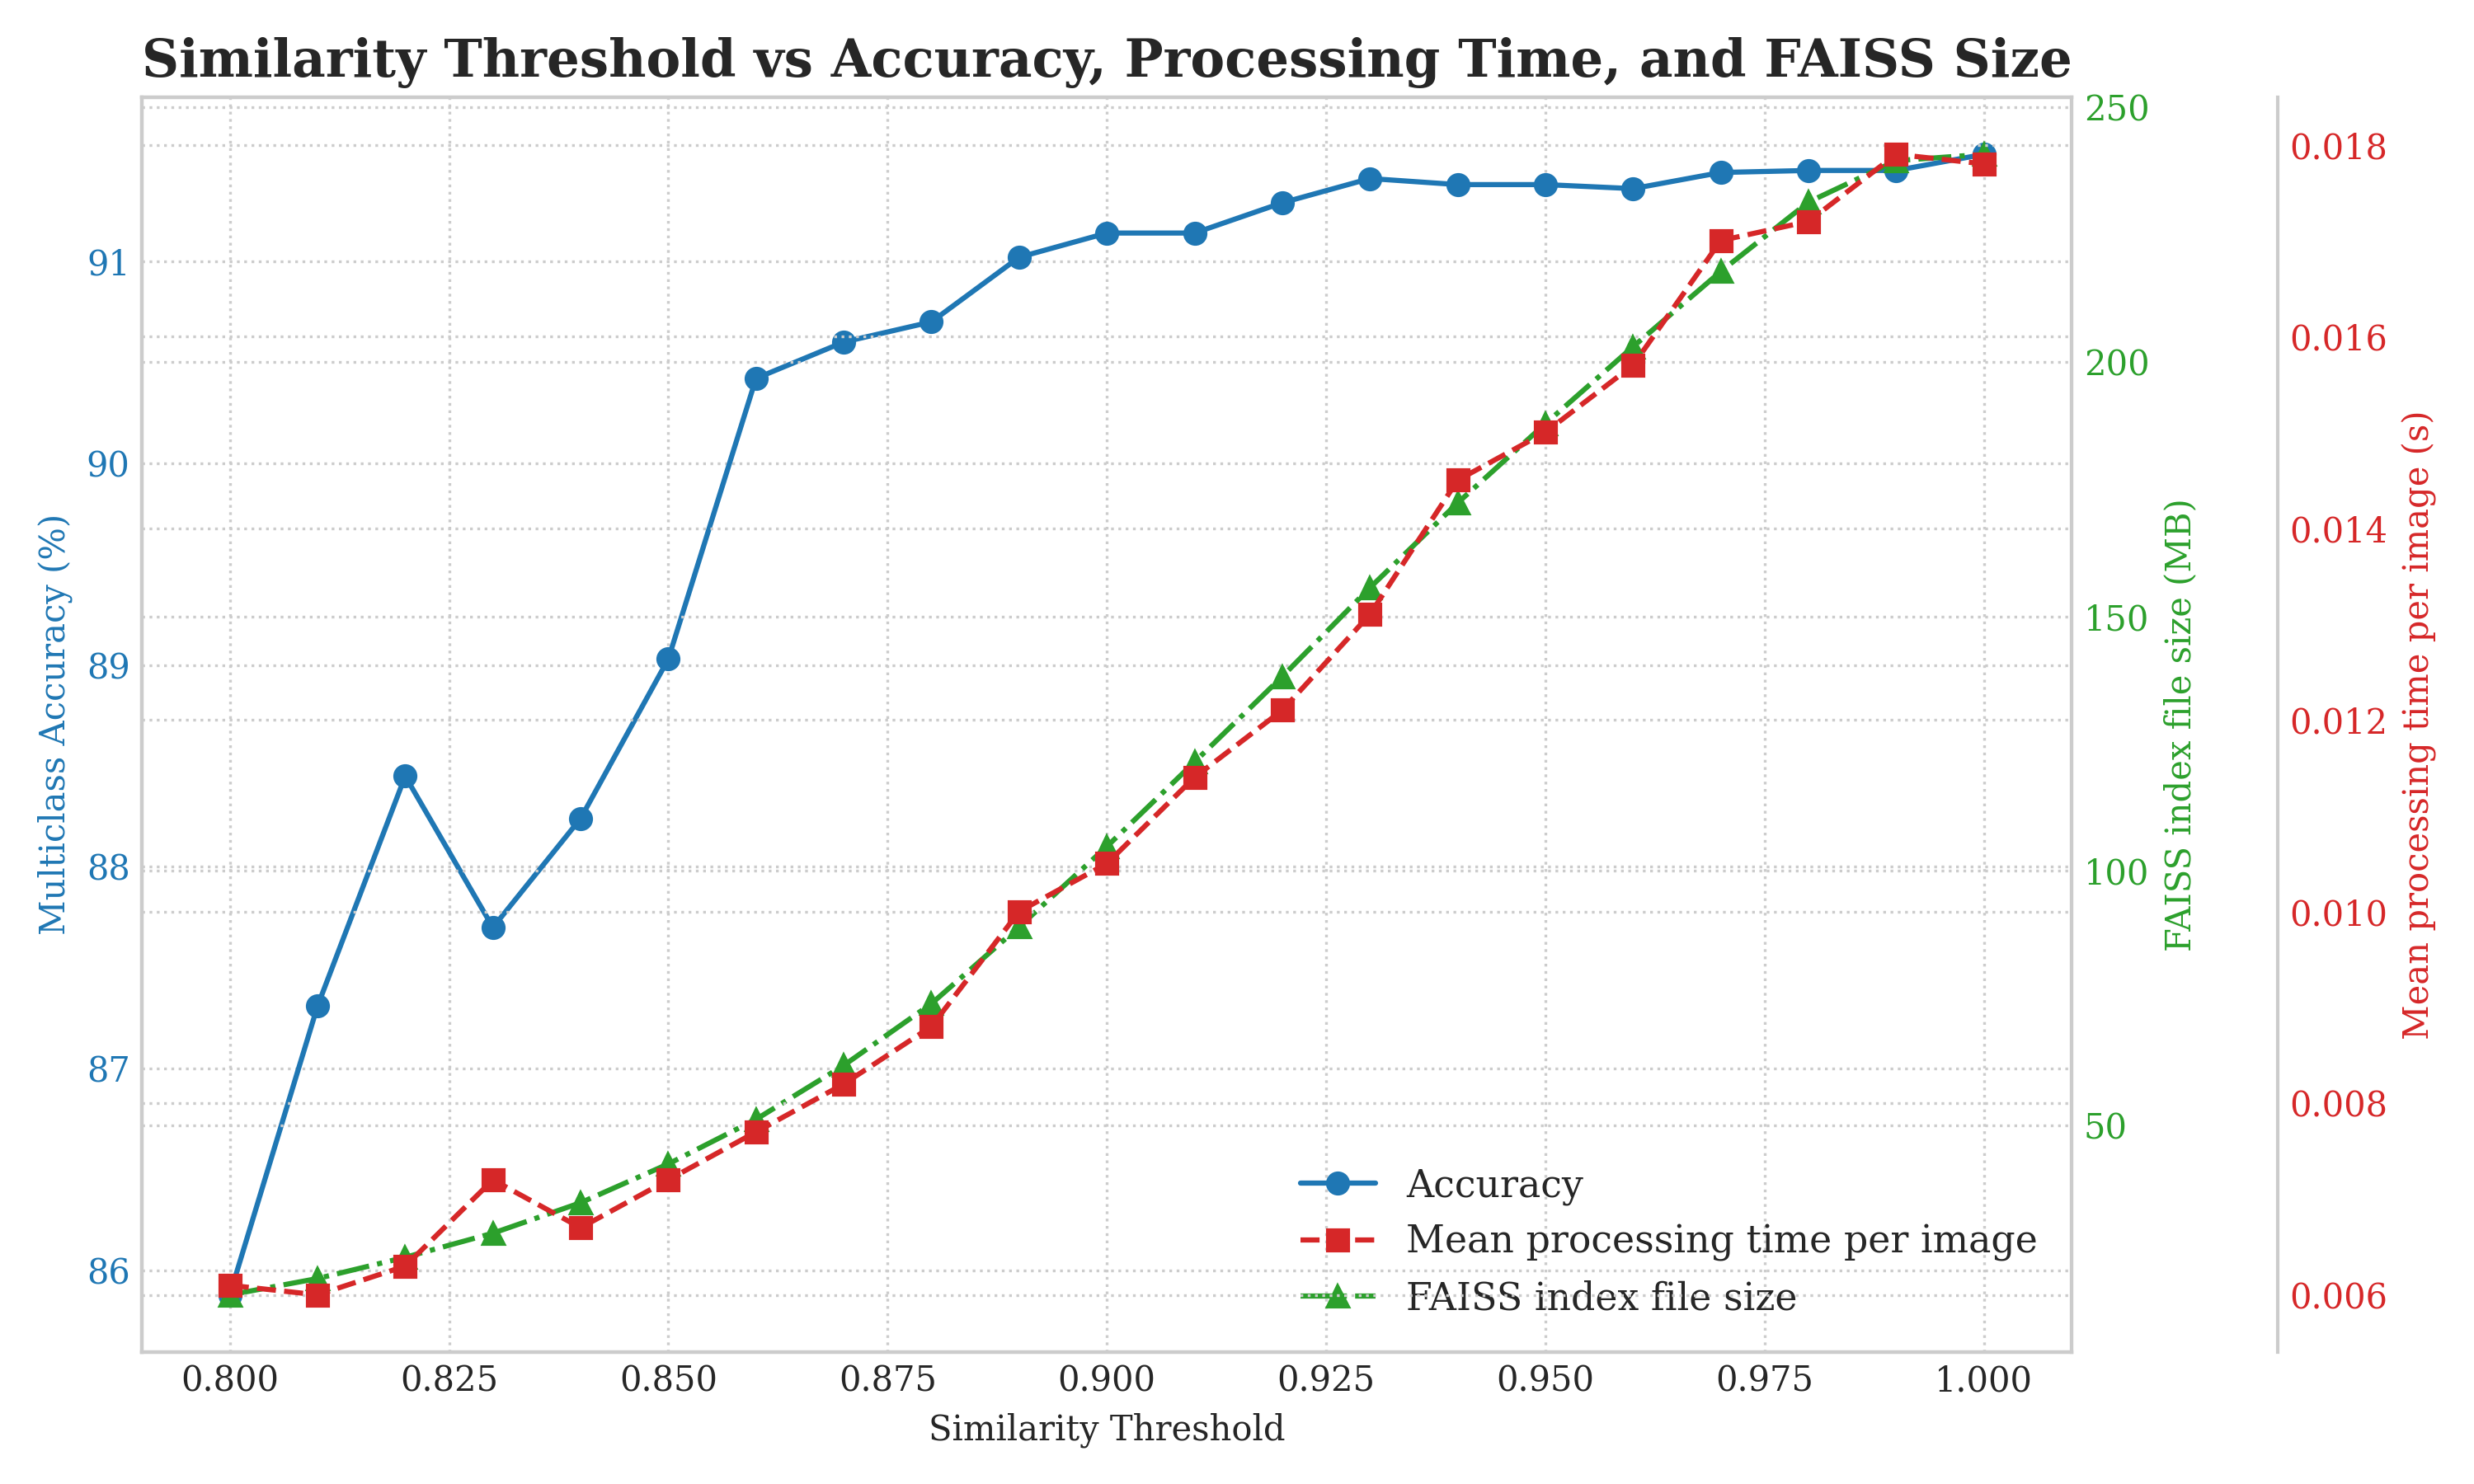 Similarity Threshold vs Accuracy, Processing Time, and FAISS Size
Multiclass Accuracy (%)
91
90
89
88
87
86
250
200
150
100
50
FAISS index file size (MB)
0.018
0.016
0.014
0.012
0.010
0.008
0.006
Mean processing time per image (s)
Accuracy
Mean processing time per image
FAISS index file size
0.800 0.825 0.850 0.875 0.900 0.925 0.950 0.975 1.000
Similarity Threshold